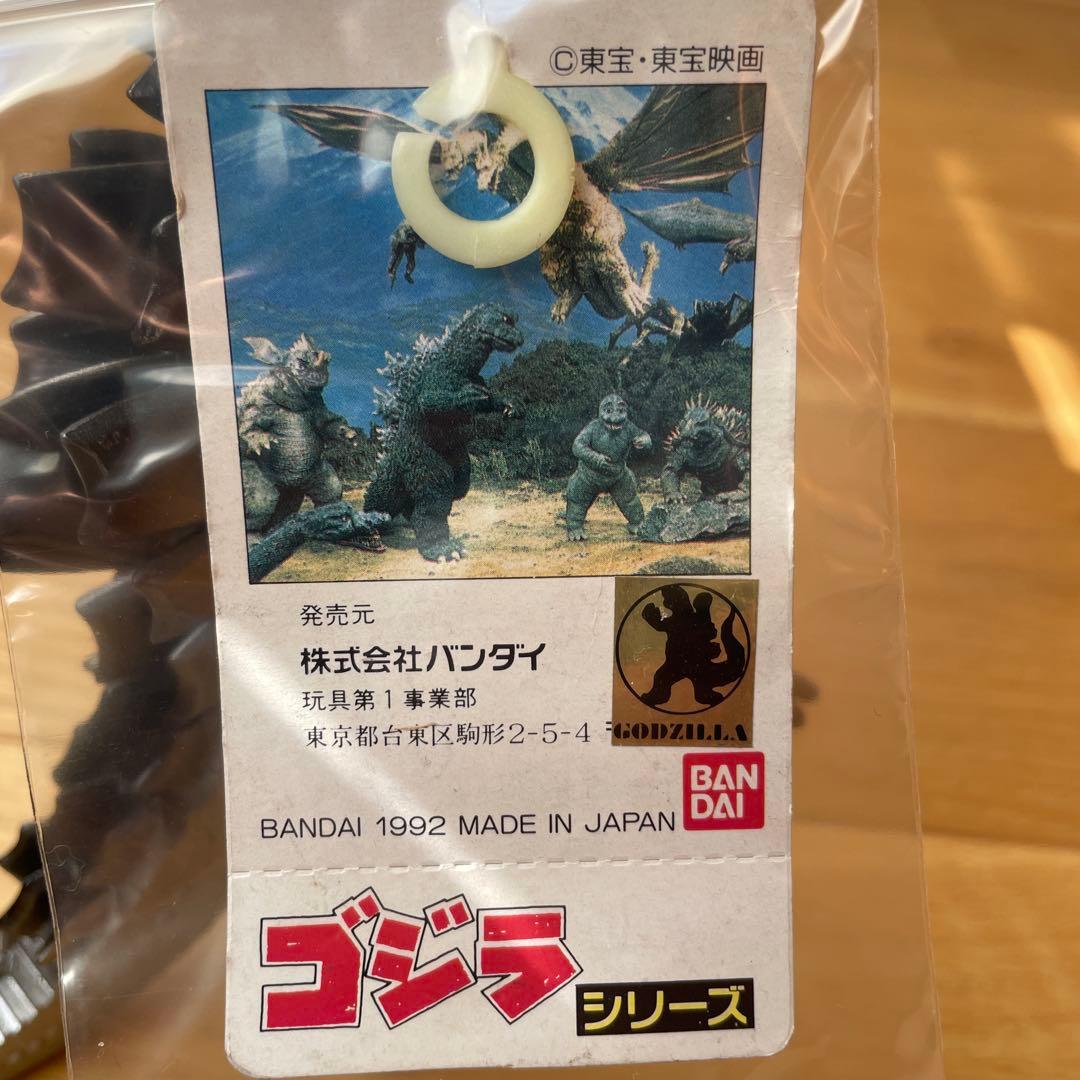 ©東宝・東宝映画
発売元
株式会社バンダイ
玩具第1事業部
東京都台東区駒形2-5-4
GODZILLA
BAN
DAI
BANDAI 1992 MADE IN JAPAN
ゴジラ
シリーズ